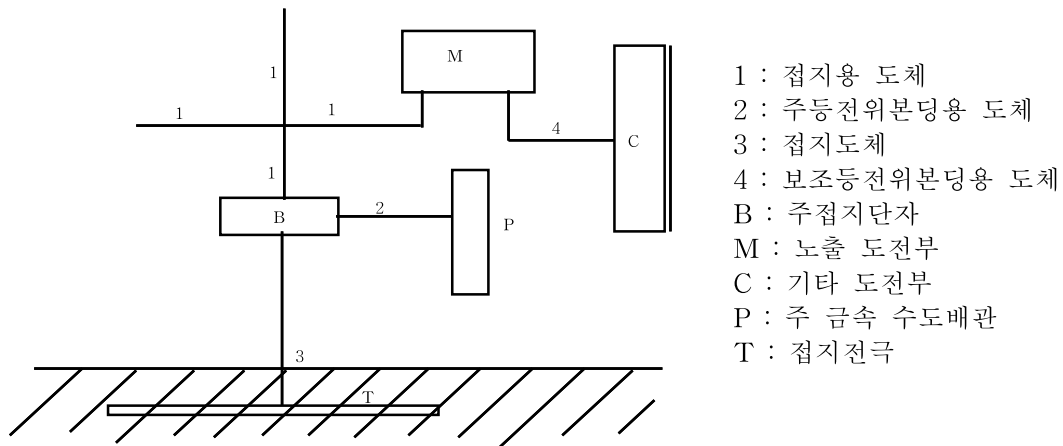 1
M
1
1
4
C
1
B
2
P
3
T
1 : 접지용 도체
2 : 주등전위본딩용 도체
3 : 접지도체
4 : 보조등전위본딩용 도체
B : 주접지단자
M : 노출 도전부
C : 기타 도전부
P : 주 금속 수도배관
T : 접지전극